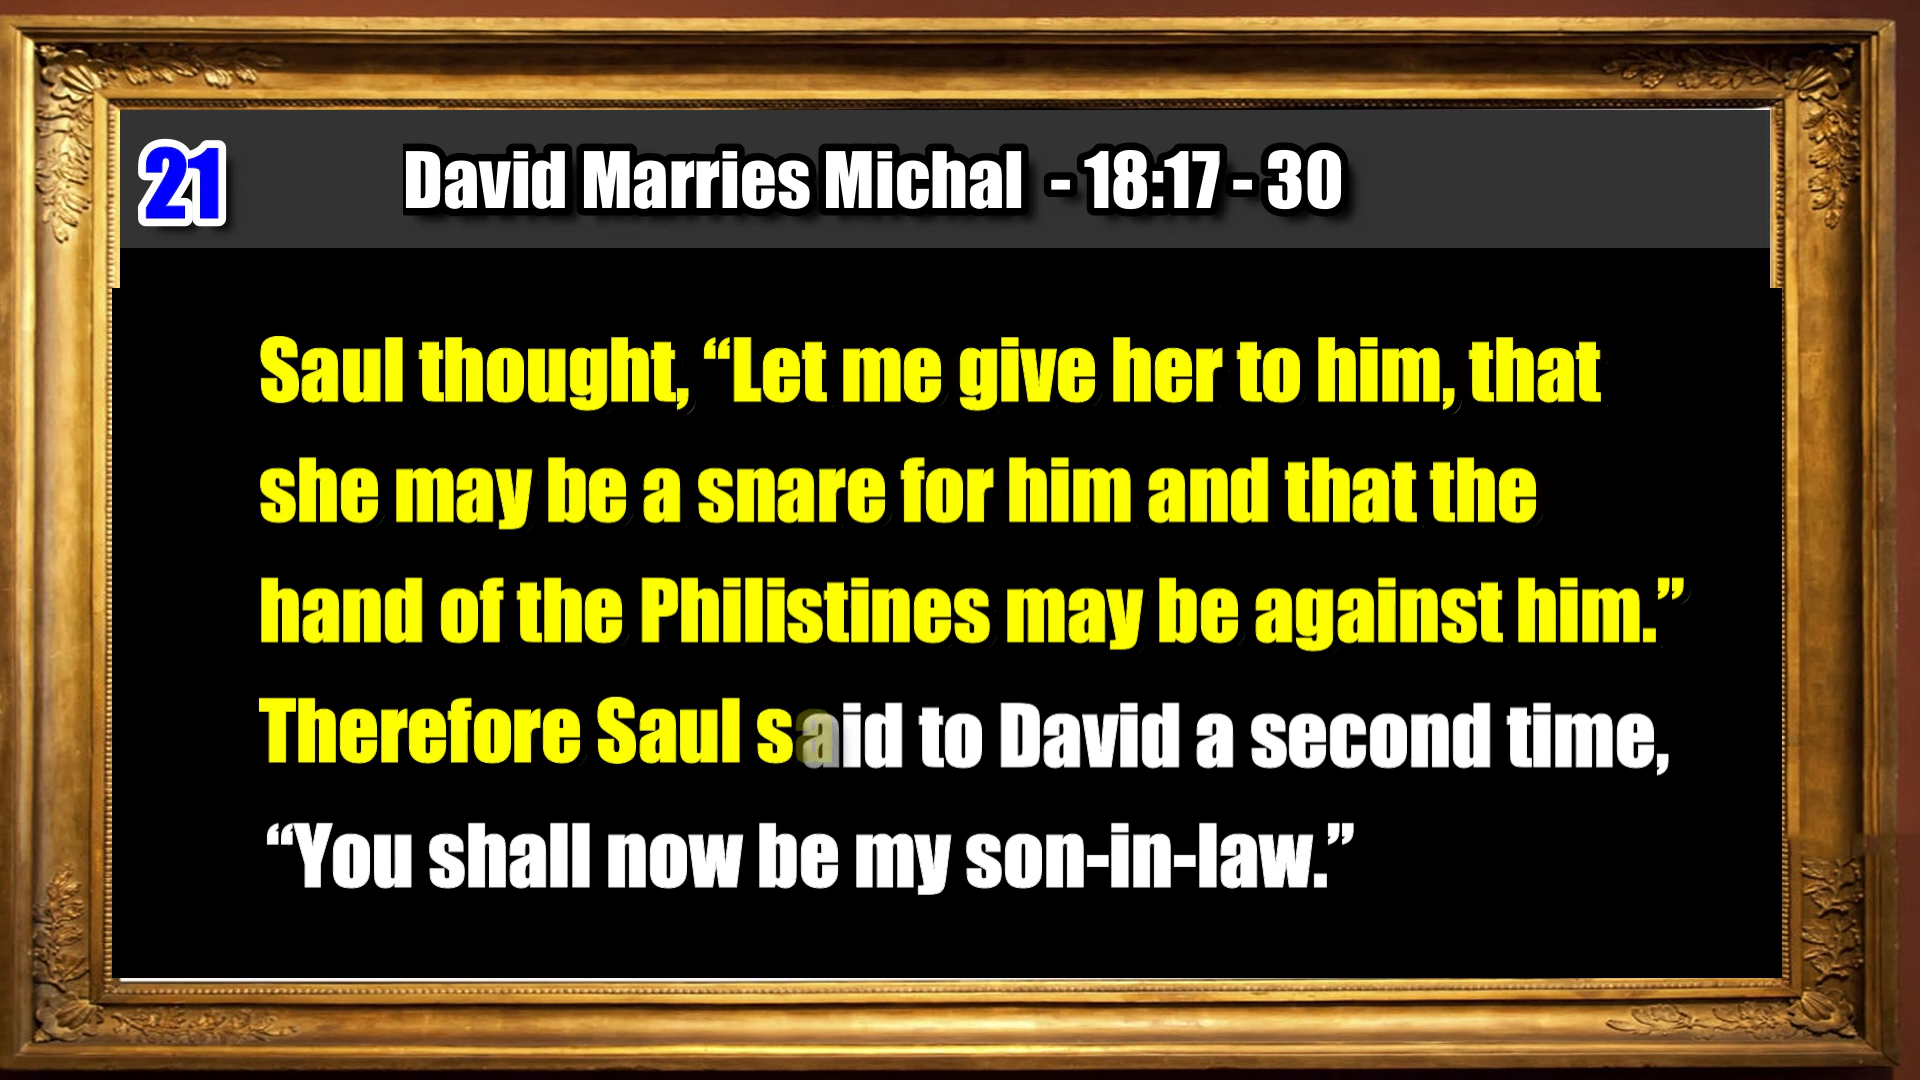 21 David Marries Michal - 18:17 - 30
Saul thought, “Let me give her to him, that
she may be a snare for him and that the
hand of the Philistines may be against him.”
Therefore Saul said to David a second time,
“You shall now be my son-in-law.”